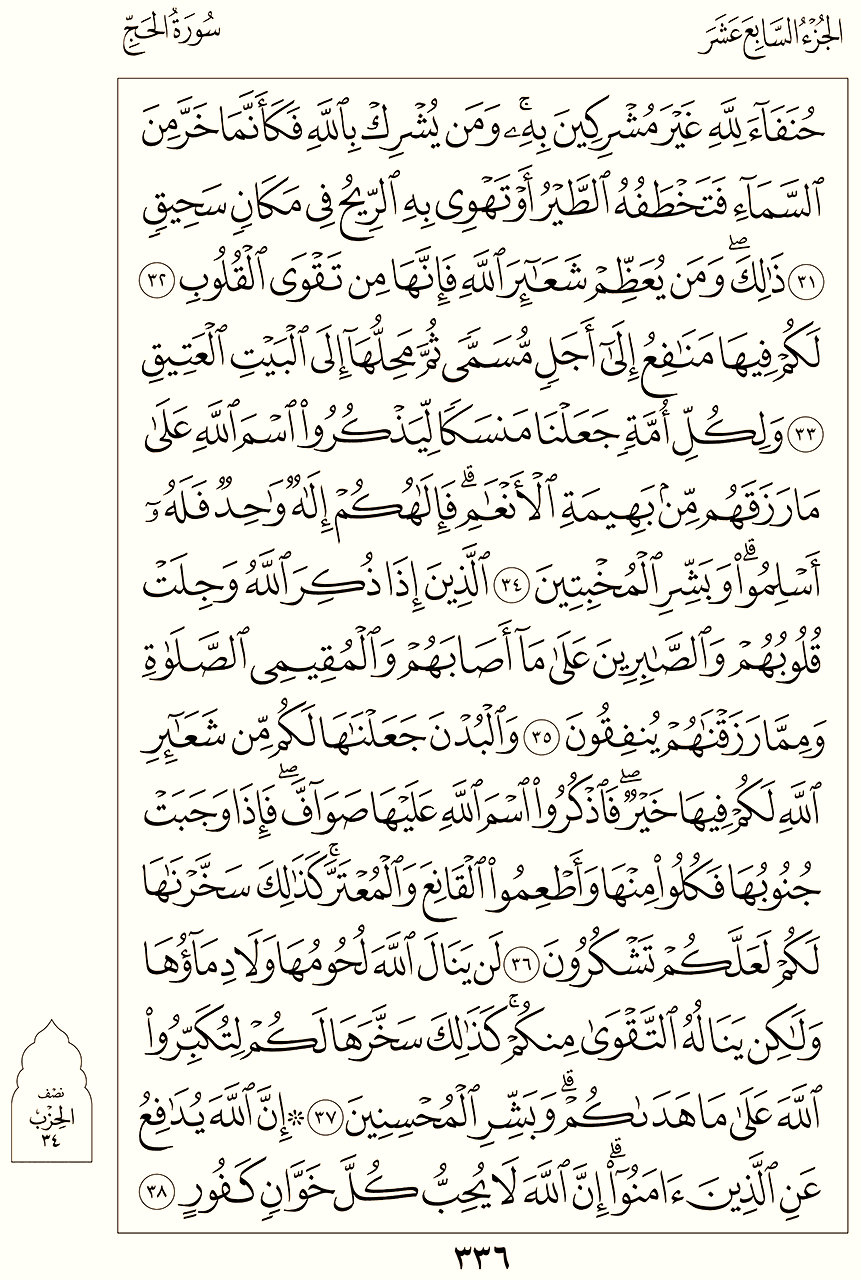 الجُزْءُ السَّابِعَ عَشَرَ
سُورَةُ الحَجِّ
حُنَفَآءَ لِلَّهِ غَيْرَ مُشْرِكِينَ بِهِۦۚ وَمَن يُشْرِكْ بِٱللَّهِ فَكَأَنَّمَا خَرَّ مِنَ
ٱلسَّمَآءِ فَتَخْطَفُهُ ٱلطَّيْرُ أَوْ تَهْوِى بِهِ ٱلرِّيحُ فِى مَكَانٍ سَحِيقٍ
٣١ ذَٰلِكَۖ وَمَن يُعَظِّمْ شَعَـٰٓئِرَ ٱللَّهِ فَإِنَّهَا مِن تَقْوَى ٱلْقُلُوبِ ٣٢
لَكُمْ فِيهَا مَنَـٰفِعُ إِلَىٰٓ أَجَلٍ مُّسَمًّى ثُمَّ مَحِلُّهَآ إِلَى ٱلْبَيْتِ ٱلْعَتِيقِ
٣٣ وَلِكُلِّ أُمَّةٍ جَعَلْنَا مَنسَكًا لِّيَذْكُرُوا۟ ٱسْمَ ٱللَّهِ عَلَىٰ
مَا رَزَقَهُم مِّنۢ بَهِيمَةِ ٱلْأَنْعَـٰمِۗ فَإِلَـٰهُكُمْ إِلَـٰهٌ وَٰحِدٌ فَلَهُۥٓ
أَسْلِمُوا۟ۗ وَبَشِّرِ ٱلْمُخْبِتِينَ ٣٤ ٱلَّذِينَ إِذَا ذُكِرَ ٱللَّهُ وَجِلَتْ
قُلُوبُهُمْ وَٱلصَّـٰبِرِينَ عَلَىٰ مَآ أَصَابَهُمْ وَٱلْمُقِيمِى ٱلصَّلَوٰةِ
وَمِمَّا رَزَقْنَـٰهُمْ يُنفِقُونَ ٣٥ وَٱلْبُدْنَ جَعَلْنَـٰهَا لَكُم مِّن شَعَـٰٓئِرِ
ٱللَّهِ لَكُمْ فِيهَا خَيْرٌۖ فَٱذْكُرُوا۟ ٱسْمَ ٱللَّهِ عَلَيْهَا صَوَآفَّۖ فَإِذَا وَجَبَتْ
جُنُوبُهَا فَكُلُوا۟ مِنْهَا وَأَطْعِمُوا۟ ٱلْقَانِعَ وَٱلْمُعْتَرَّۚ كَذَٰلِكَ سَخَّرْنَـٰهَا
لَكُمْ لَعَلَّكُمْ تَشْكُرُونَ ٣٦ لَن يَنَالَ ٱللَّهَ لُحُومُهَا وَلَا دِمَآؤُهَا
وَلَـٰكِن يَنَالُهُ ٱلتَّقْوَىٰ مِنكُمْۚ كَذَٰلِكَ سَخَّرَهَا لَكُمْ لِتُكَبِّرُوا۟
ٱللَّهَ عَلَىٰ مَا هَدَىٰكُمْۗ وَبَشِّرِ ٱلْمُحْسِنِينَ ٣٧ ۞ إِنَّ ٱللَّهَ يُدَٰفِعُ
عَنِ ٱلَّذِينَ ءَامَنُوٓا۟ۗ إِنَّ ٱللَّهَ لَا يُحِبُّ كُلَّ خَوَّانٍ كَفُورٍ ٣٨
نصْف
الحِزْب
٣٤
٣٣٦